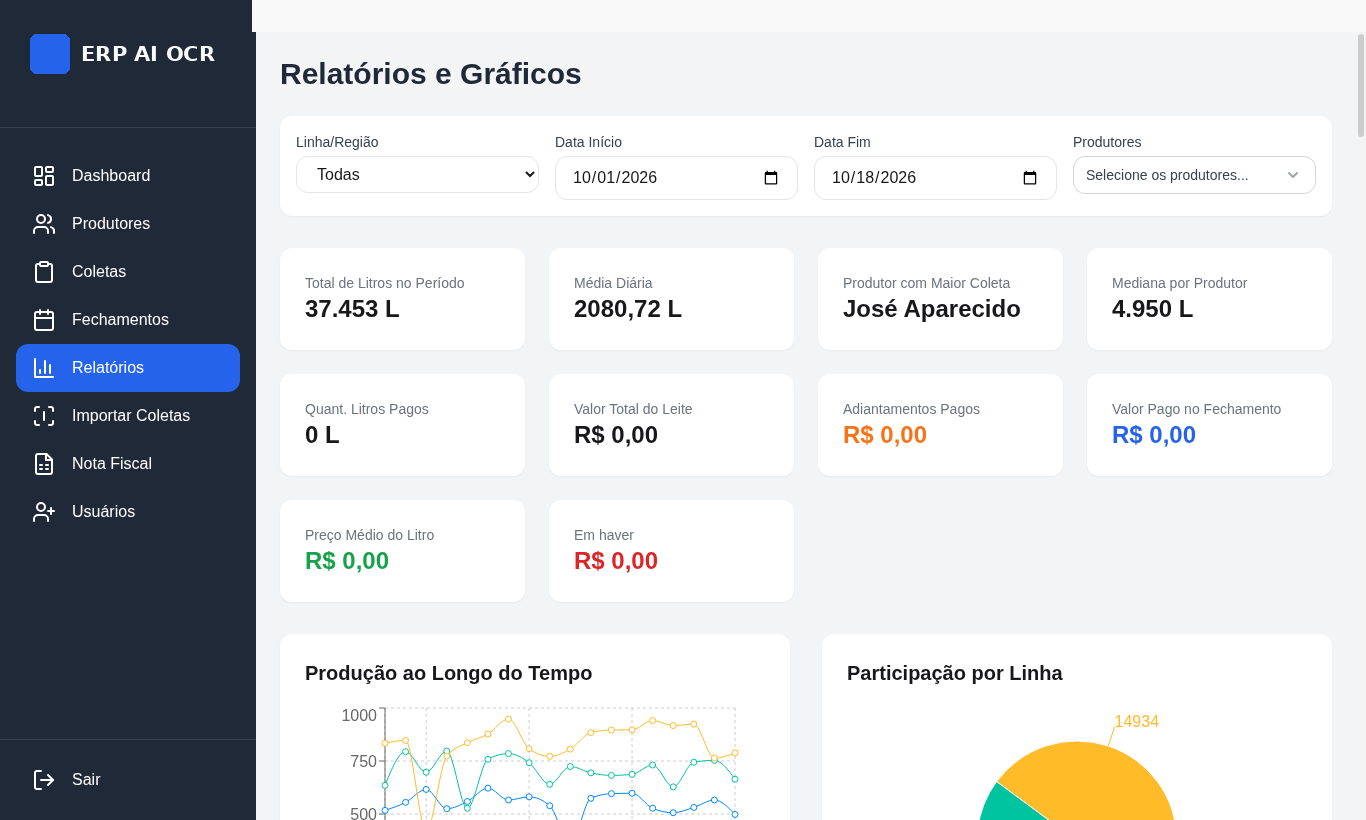 ERP AI OCR
Dashboard
Produtores
Coletas
Fechamentos
Relatórios
Importar Coletas
Nota Fiscal
Usuários
Sair
Relatórios e Gráficos
Linha/Região
Todas
Data Início
10/01/2026
Data Fim
10/18/2026
Produtores
Selecione os produtores...
Total de Litros no Período
37.453 L
Média Diária
2080,72 L
Produtor com Maior Coleta
José Aparecido
Mediana por Produtor
4.950 L
Quant. Litros Pagos
0 L
Valor Total do Leite
R$ 0,00
Adiantamentos Pagos
R$ 0,00
Valor Pago no Fechamento
R$ 0,00
Preço Médio do Litro
R$ 0,00
Em haver
R$ 0,00
Produção ao Longo do Tempo
1000
750
500
Participação por Linha
14934